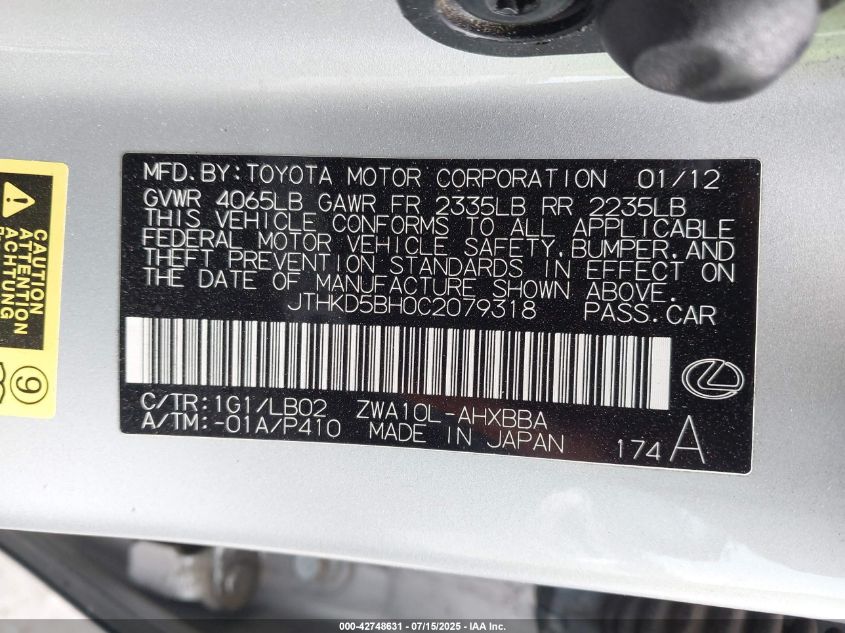 MFD.BY: TOYOTA MOTOR CORPORATION 01/12
GVWR 4065LB GAWR FR 2335LB RR 2235LB
THIS VEHICLE CONFORMS TO ALL APPLICABLE
FEDERAL MOTOR VEHICLE SAFETY, BUMPER, AND
THEFT PREVENTION STANDARDS IN EFFECT ON
THE DATE OF MANUFACTURE SHOWN ABOVE.
JTHKD5BH0C2079318 PASS.CAR
C/TR: 1G1/LB02 ZWA10L-AHXBBA
A/TM: -01A/P410 MADE IN JAPAN 174 A
CAUTION
ATTENTION
ACHTUNG
9
000-42748631 - 07/15/2025 - IAA Inc.